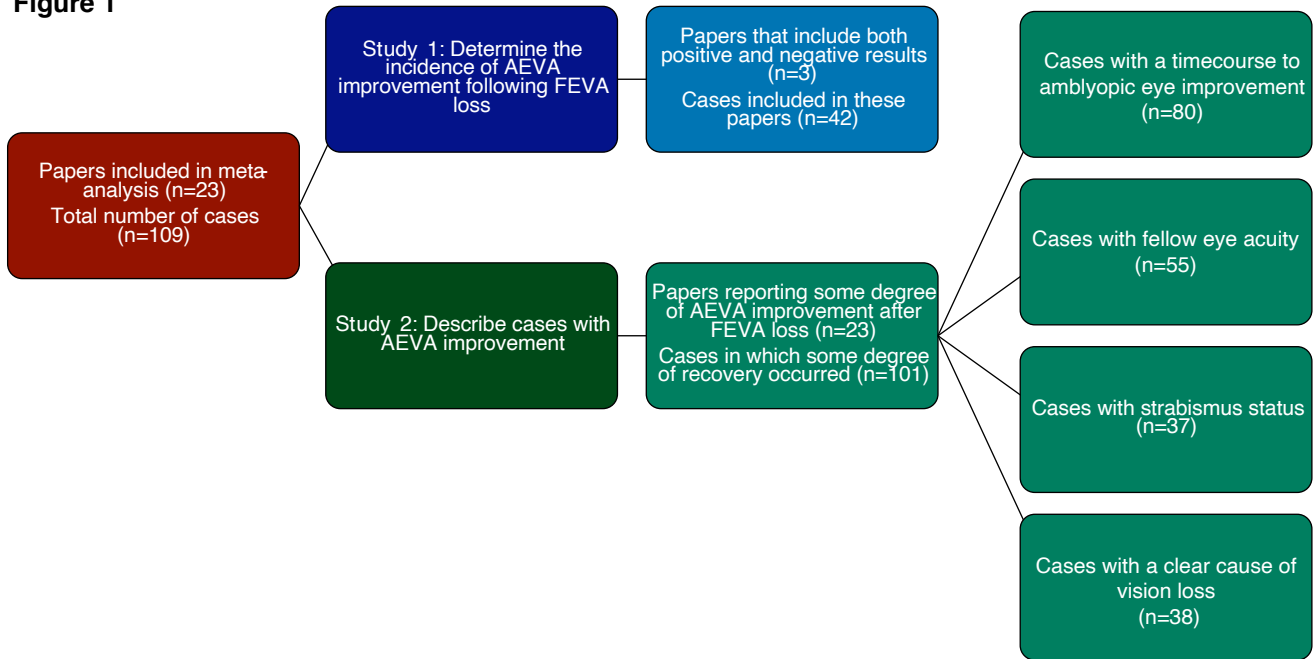 Figure 1
Papers included in meta-
analysis (n=23)
Total number of cases
(n=109)
Study 1: Determine the
incidence of AEVA
improvement following FEVA
loss
Papers that include both
positive and negative results
(n=3)
Cases included in these
papers (n=42)
Study 2: Describe cases with
AEVA improvement
Papers reporting some degree
of AEVA improvement after
FEVA loss (n=23)
Cases in which some degree
of recovery occurred (n=101)
Cases with a timecourse to
amblyopic eye improvement
(n=80)
Cases with fellow eye acuity
(n=55)
Cases with strabismus status
(n=37)
Cases with a clear cause of
vision loss
(n=38)